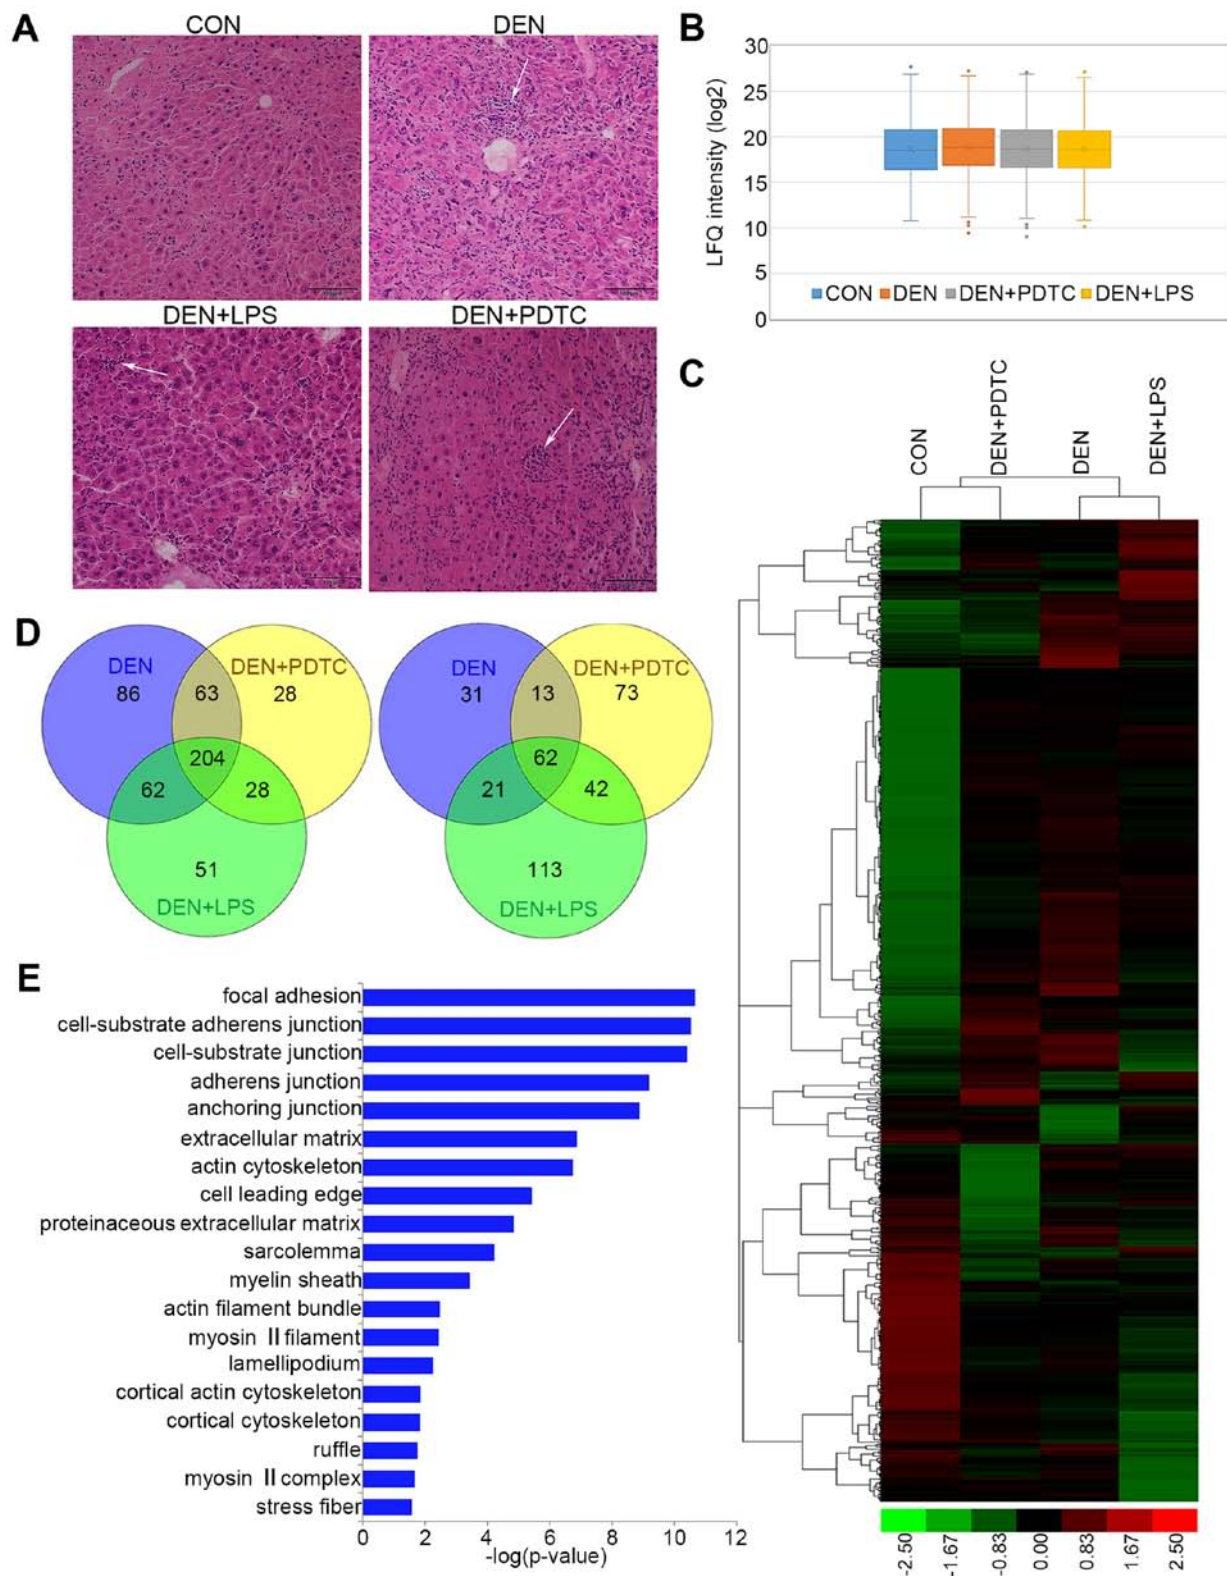 A
CON
DEN
DEN+LPS
DEN+PDTC
B
LFQ intensity (log2)
30
25
20
15
10
5
0
CON DEN DEN+PDTC DEN+LPS
C
CON
DEN+PDTC
DEN
DEN+LPS
-2.50
-1.67
-0.83
0.00
0.83
1.67
2.50
D
DEN
DEN+PDTC
86
63
28
204
62
28
51
DEN+LPS
DEN
DEN+PDTC
31
13
73
62
21
42
113
DEN+LPS
E
focal adhesion
cell-substrate adherens junction
cell-substrate junction
adherens junction
anchoring junction
extracellular matrix
actin cytoskeleton
cell leading edge
proteinaceous extracellular matrix
sarcolemma
myelin sheath
actin filament bundle
myosin II filament
lamellipodium
cortical actin cytoskeleton
cortical cytoskeleton
ruffle
myosin II complex
stress fiber
0 2 4 6 8 10 12
-log(p-value)